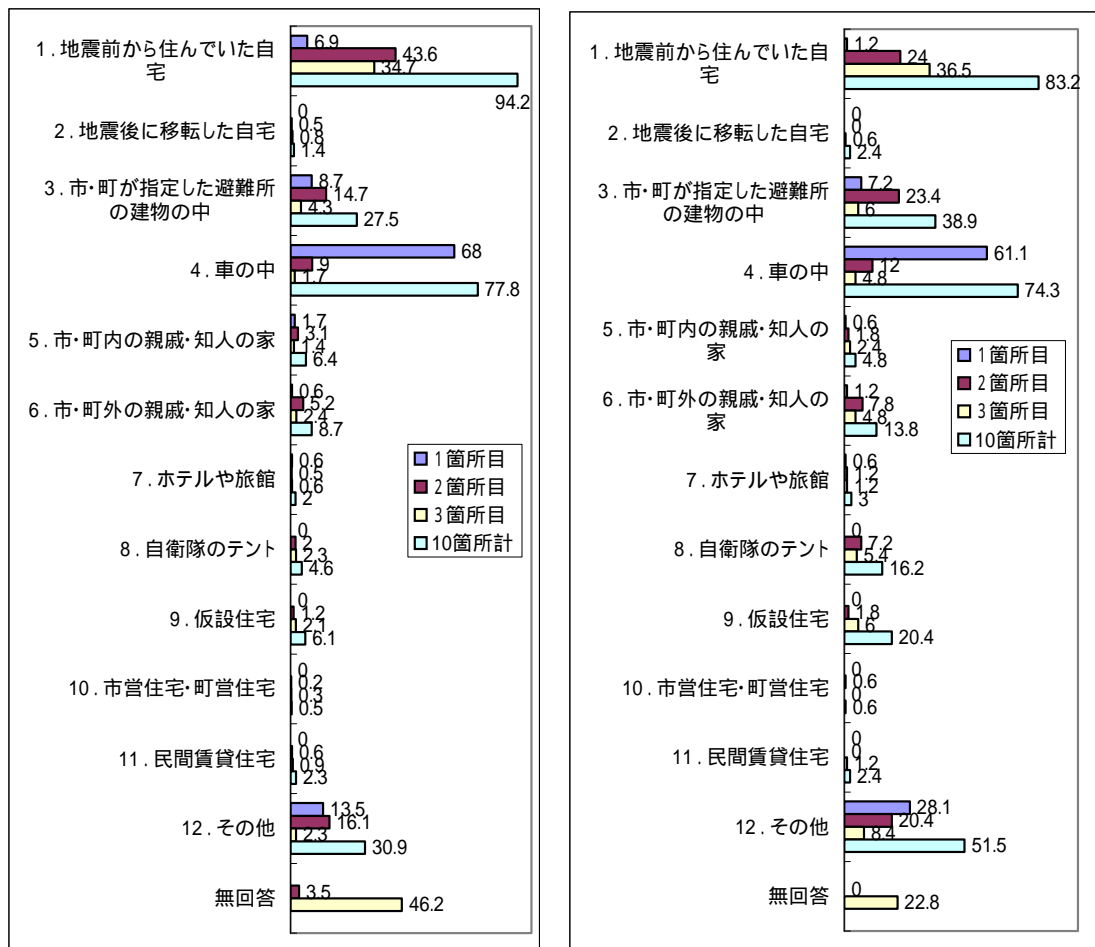 1.地震前から住んでいた自
宅
6.9
43.6
34.7
94.2
2.地震後に移転した自宅
0
0.5
0.8
1.4
3.市・町が指定した避難所
の建物の中
8.7
14.7
4.3
27.5
4.車の中
68
9
1.7
77.8
5.市・町内の親戚・知人の家
1.7
3.1
1.4
6.4
6.市・町外の親戚・知人の家
0.6
5.2
2.4
8.7
7.ホテルや旅館
0.6
0.5
0.6
2
8.自衛隊のテント
0
2
2.3
4.6
9.仮設住宅
0
1.2
2.1
6.1
10.市営住宅・町営住宅
0
0.2
0.3
0.5
11.民間賃貸住宅
0
0.6
0.9
2.3
12.その他
13.5
16.1
2.3
30.9
無回答
3.5
46.2
1箇所目
2箇所目
3箇所目
10箇所計
1.地震前から住んでいた自
宅
1.2
24
36.5
83.2
2.地震後に移転した自宅
0
0
0.6
2.4
3.市・町が指定した避難所
の建物の中
7.2
23.4
6
38.9
4.車の中
61.1
12
4.8
74.3
5.市・町内の親戚・知人の
家
0.6
1.8
2.4
4.8
6.市・町外の親戚・知人の
家
1.2
7.8
4.8
13.8
7.ホテルや旅館
0.6
1.2
1.2
3
8.自衛隊のテント
0
7.2
5.4
16.2
9.仮設住宅
0
1.8
6
20.4
10.市営住宅・町営住宅
0
0.6
0
0.6
11.民間賃貸住宅
0
0
1.2
2.4
12.その他
28.1
20.4
8.4
51.5
無回答
0
22.8
1箇所目
2箇所目
3箇所目
10箇所計